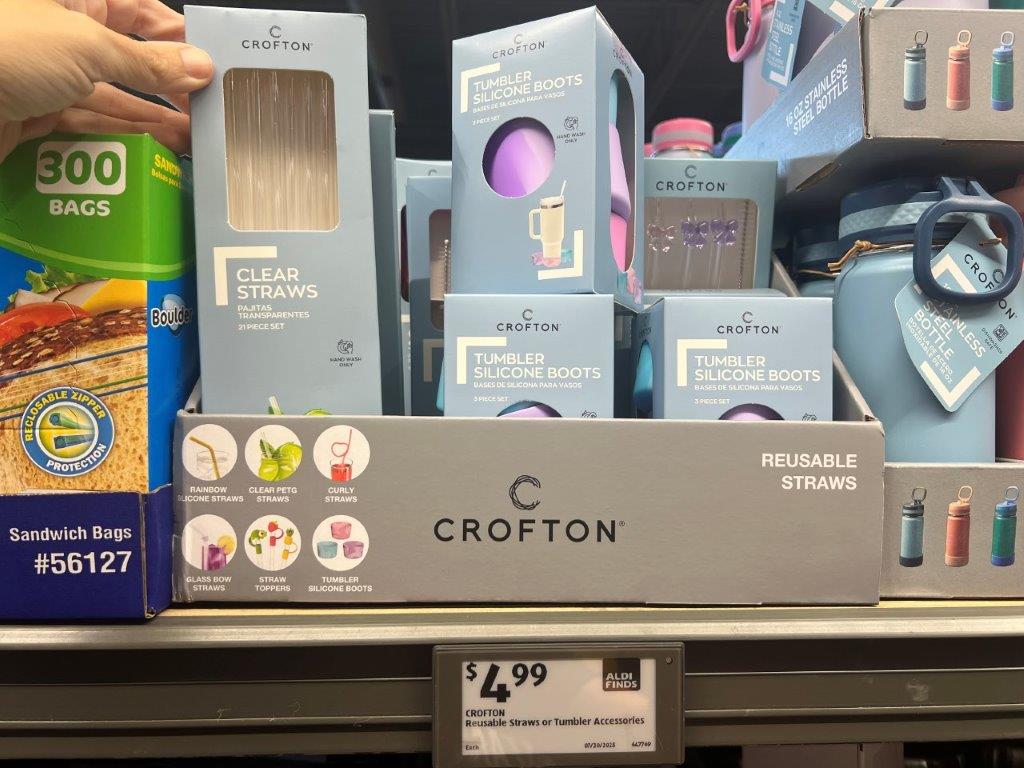 300
BAGS
Boulder
RECLOSABLE ZIPPER
PROTECTION
Sandwich Bags
#56127
CROFTON
CLEAR
STRAWS
PAJITAS
TRANSPARENTES
21 PIECE SET
HAND WASH
ONLY
CROFTON
TUMBLER
SILICONE BOOTS
BASES DE SILICONA PARA VASOS
3 PIECE SET
HAND WASH
ONLY
CROFTON
TUMBLER
SILICONE BOOTS
BASES DE SILICONA PARA VASOS
3 PIECE SET
CROFTON
TUMBLER
SILICONE BOOTS
BASES DE SILICONA PARA VASOS
3 PIECE SET
CROFTON
16 OZ STAINLESS
STEEL BOTTLE
CROFTON
STAINLESS
STEEL
BOTTLE
RAINBOW
SILICONE STRAWS
CLEAR PETG
STRAWS
CURLY
STRAWS
GLASS BOW
STRAWS
STRAW
TOPPERS
TUMBLER
SILICONE BOOTS
CROFTON®
REUSABLE
STRAWS
$4.99
ALDI
FINDS
CROFTON
Reusable Straws or Tumbler Accessories
Each